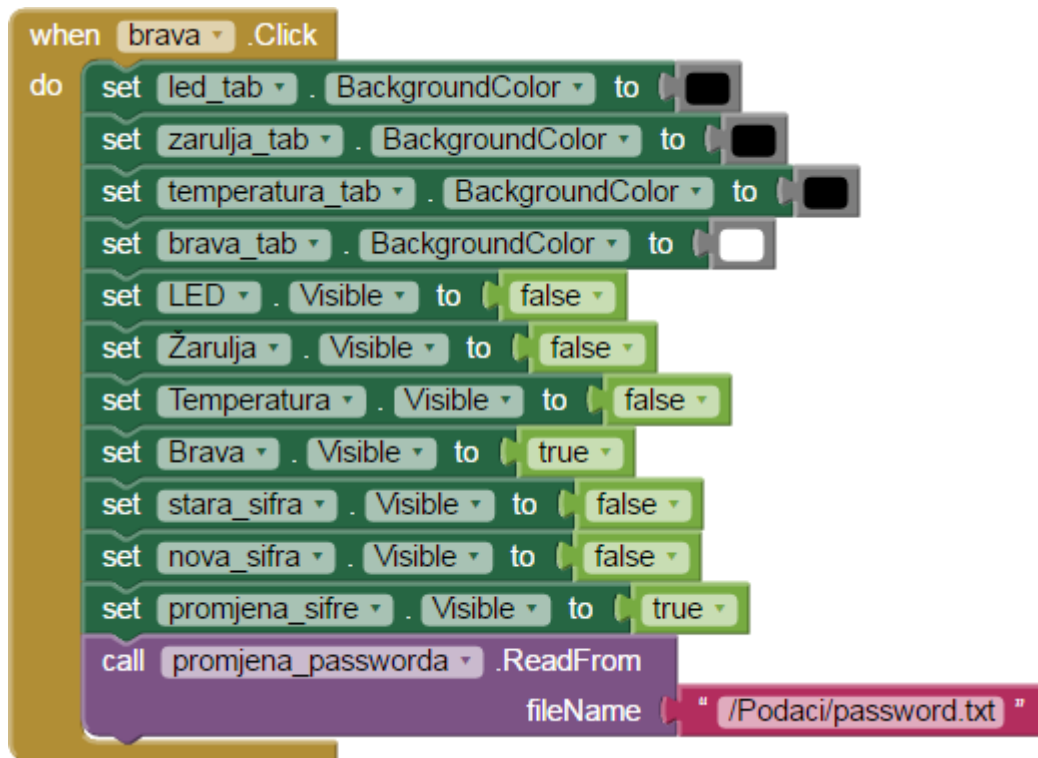 when brava .Click
do set led_tab . BackgroundColor to
set zarulja_tab . BackgroundColor to
set temperatura_tab . BackgroundColor to
set brava_tab . BackgroundColor to
set LED . Visible to false
set Žarulja . Visible to false
set Temperatura . Visible to false
set Brava . Visible to true
set stara_sifra . Visible to false
set nova_sifra . Visible to false
set promjena_sifre . Visible to true
call promjena_passworda .ReadFrom
fileName " /Podaci/password.txt "